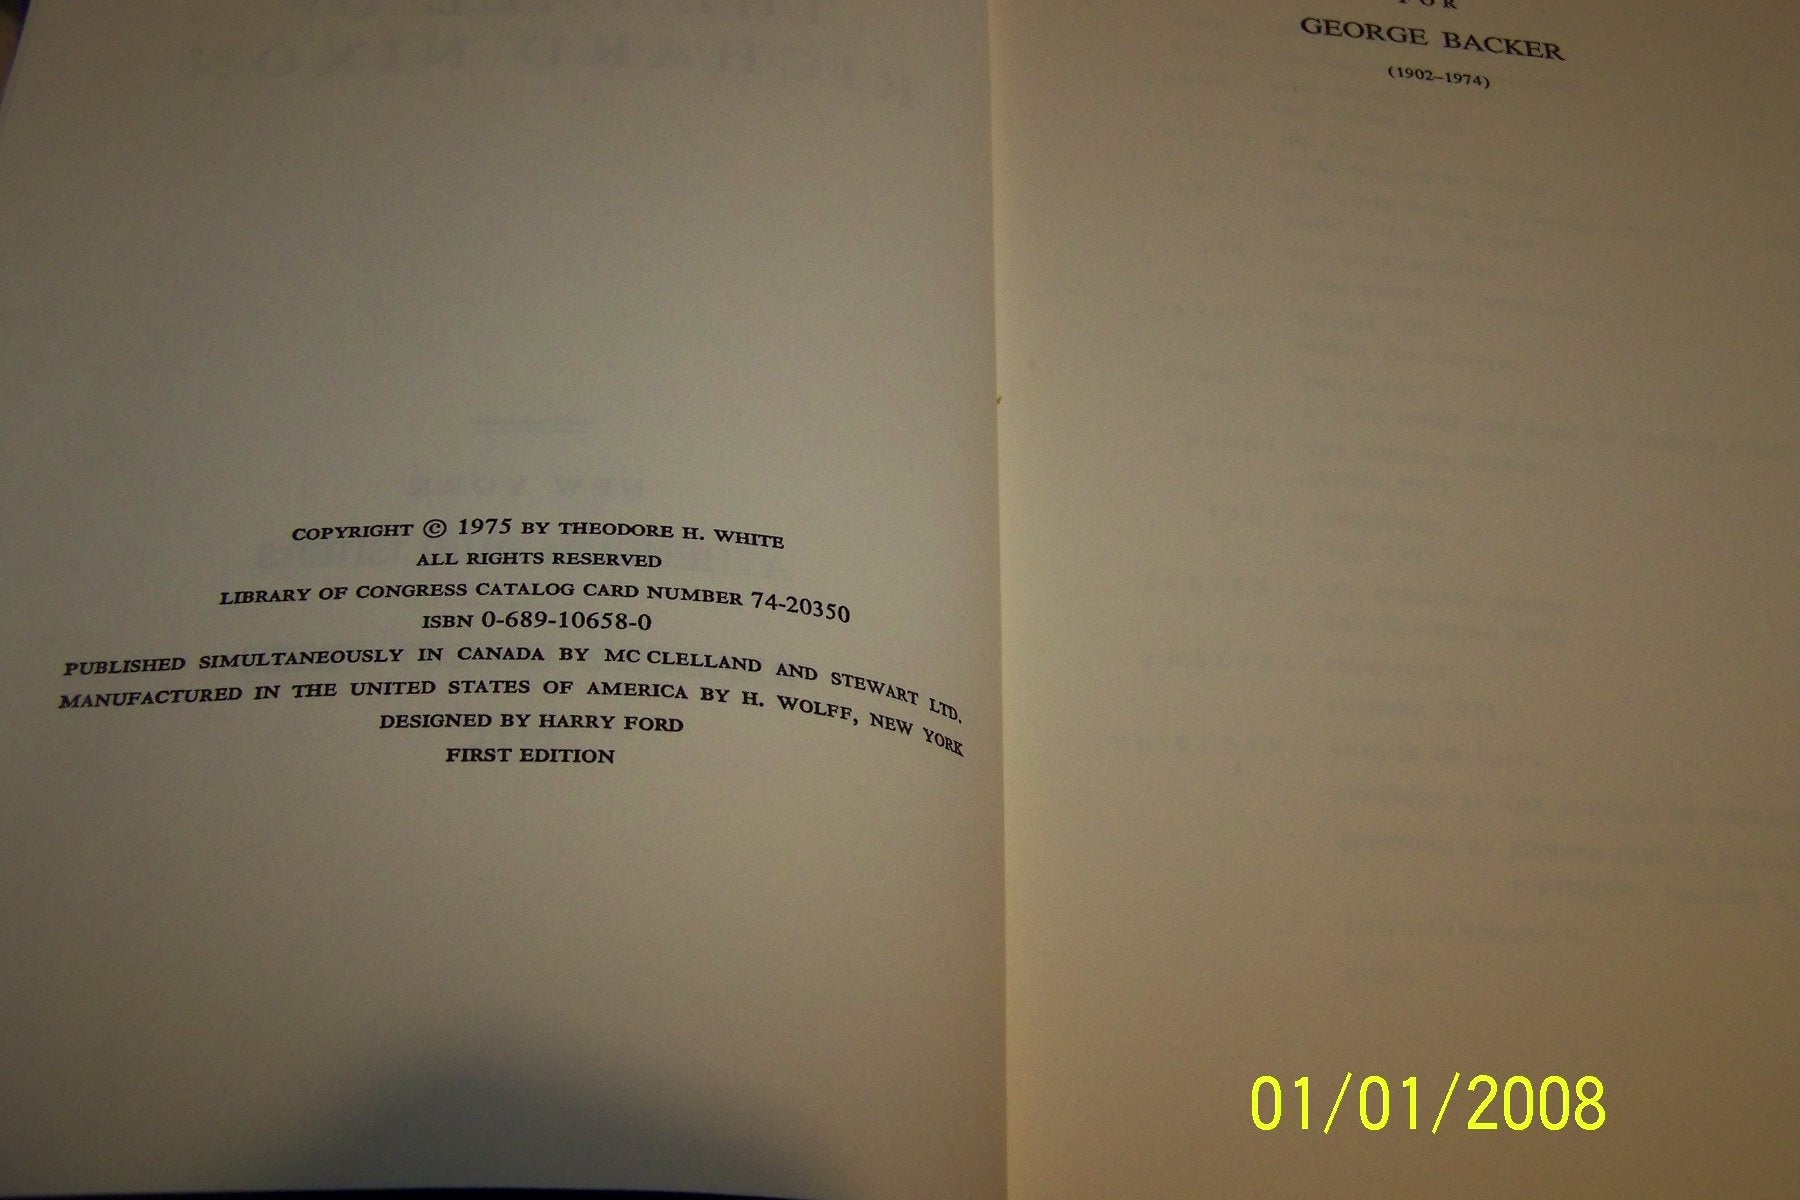 COPYRIGHT © 1975 BY THEODORE H. WHITE
ALL RIGHTS RESERVED
LIBRARY OF CONGRESS CATALOG CARD NUMBER 74-20350
ISBN 0-689-10658-0
PUBLISHED SIMULTANEOUSLY IN CANADA BY MC CLELLAND AND STEWART LTD.
MANUFACTURED IN THE UNITED STATES OF AMERICA BY H. WOLFF, NEW YORK
DESIGNED BY HARRY FORD
FIRST EDITION
FOR
GEORGE BACKER
(1902–1974)
01/01/2008